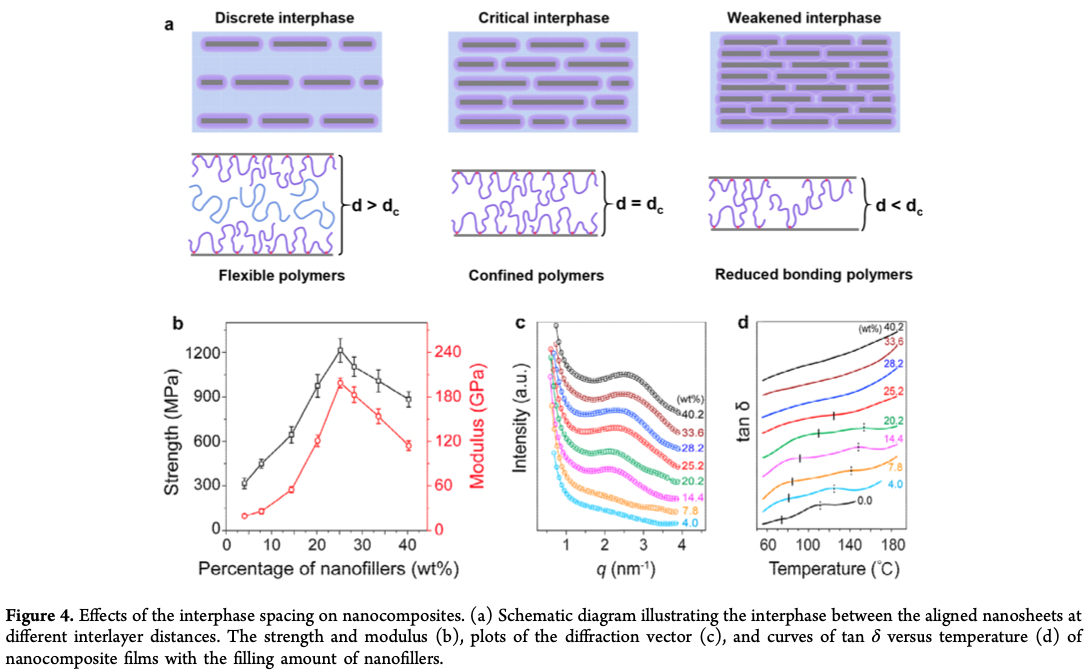 a
Discrete interphase
Critical interphase
Weakened interphase
d > dc
d = dc
d < dc
Flexible polymers
Confined polymers
Reduced bonding polymers
b
Strength (MPa)
1200
900
600
300
0
Modulus (GPa)
240
180
120
60
0
0 10 20 30 40
Percentage of nanofillers (wt%)
c
Intensity (a.u.)
(wt%)
40.2
33.6
28.2
25.2
20.2
14.4
7.8
4.0
1 2 3 4
q (nm⁻¹)
d
tan δ
(wt%) 40.2
33.6
28.2
25.2
20.2
14.4
7.8
4.0
0.0
60 100 140 180
Temperature (℃)
Figure 4. Effects of the interphase spacing on nanocomposites. (a) Schematic diagram illustrating the interphase between the aligned nanosheets at
different interlayer distances. The strength and modulus (b), plots of the diffraction vector (c), and curves of tan δ versus temperature (d) of
nanocomposite films with the filling amount of nanofillers.